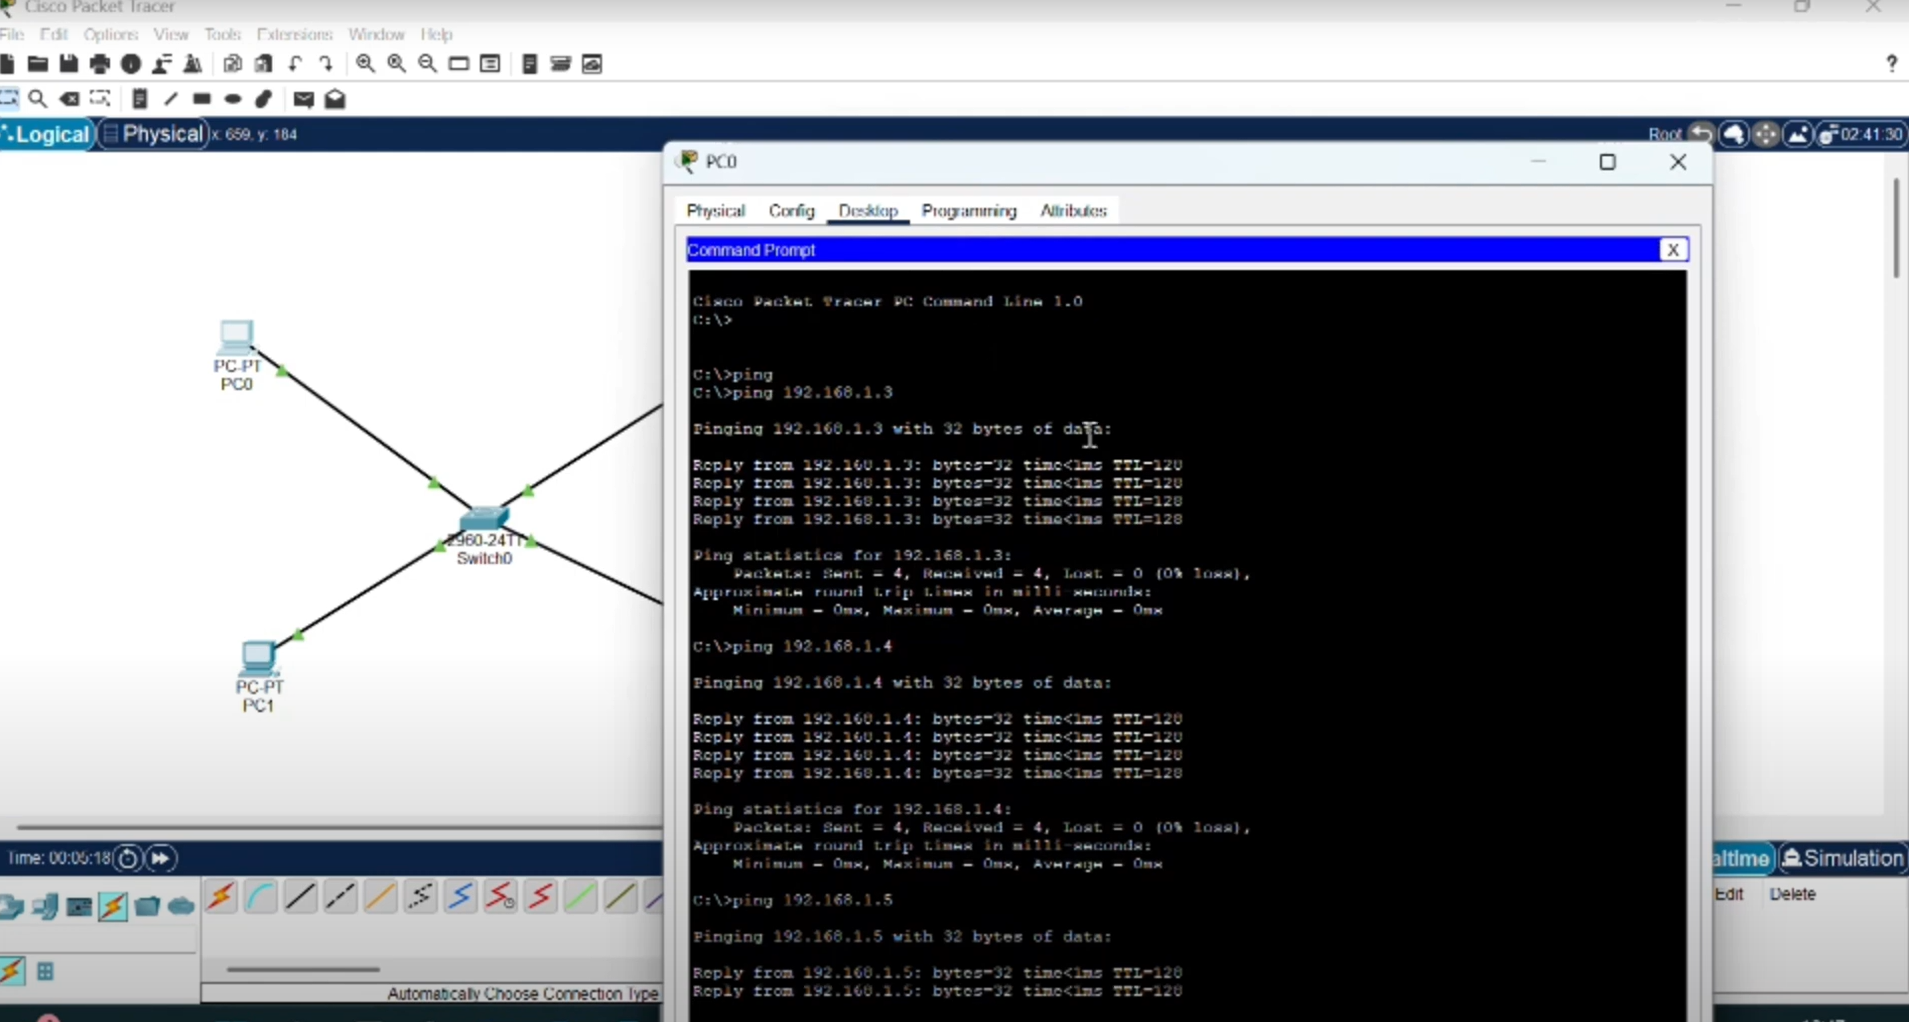 Cisco Packet Tracer
File Edit Options View Tools Extensions Window Help
?
Logical Physical x: 659, y: 184
Root 02:41:30
PC0
Physical Config Desktop Programming Attributes
Command Prompt
X
Cisco Packet Tracer PC Command Line 1.0
C:\>
C:\>ping
C:\>ping 192.168.1.3
Pinging 192.168.1.3 with 32 bytes of data:
Reply from 192.168.1.3: bytes=32 time<1ms TTL=128
Reply from 192.168.1.3: bytes=32 time<1ms TTL=128
Reply from 192.168.1.3: bytes=32 time<1ms TTL=128
Reply from 192.168.1.3: bytes=32 time<1ms TTL=128
Ping statistics for 192.168.1.3:
Packets: Sent = 4, Received = 4, Lost = 0 (0% loss),
Approximate round trip times in milli-seconds:
Minimum = 0ms, Maximum = 0ms, Average = 0ms
C:\>ping 192.168.1.4
Pinging 192.168.1.4 with 32 bytes of data:
Reply from 192.168.1.4: bytes=32 time<1ms TTL=128
Reply from 192.168.1.4: bytes=32 time<1ms TTL=128
Reply from 192.168.1.4: bytes=32 time<1ms TTL=128
Reply from 192.168.1.4: bytes=32 time<1ms TTL=128
Ping statistics for 192.168.1.4:
Packets: Sent = 4, Received = 4, Lost = 0 (0% loss),
Approximate round trip times in milli-seconds:
Minimum = 0ms, Maximum = 0ms, Average = 0ms
C:\>ping 192.168.1.5
Pinging 192.168.1.5 with 32 bytes of data:
Reply from 192.168.1.5: bytes=32 time<1ms TTL=128
Reply from 192.168.1.5: bytes=32 time<1ms TTL=128
PC-PT
PC0
2960-24TT
Switch0
PC-PT
PC1
Time: 00:05:18
altime Simulation
Edit Delete
Automatically Choose Connection Type